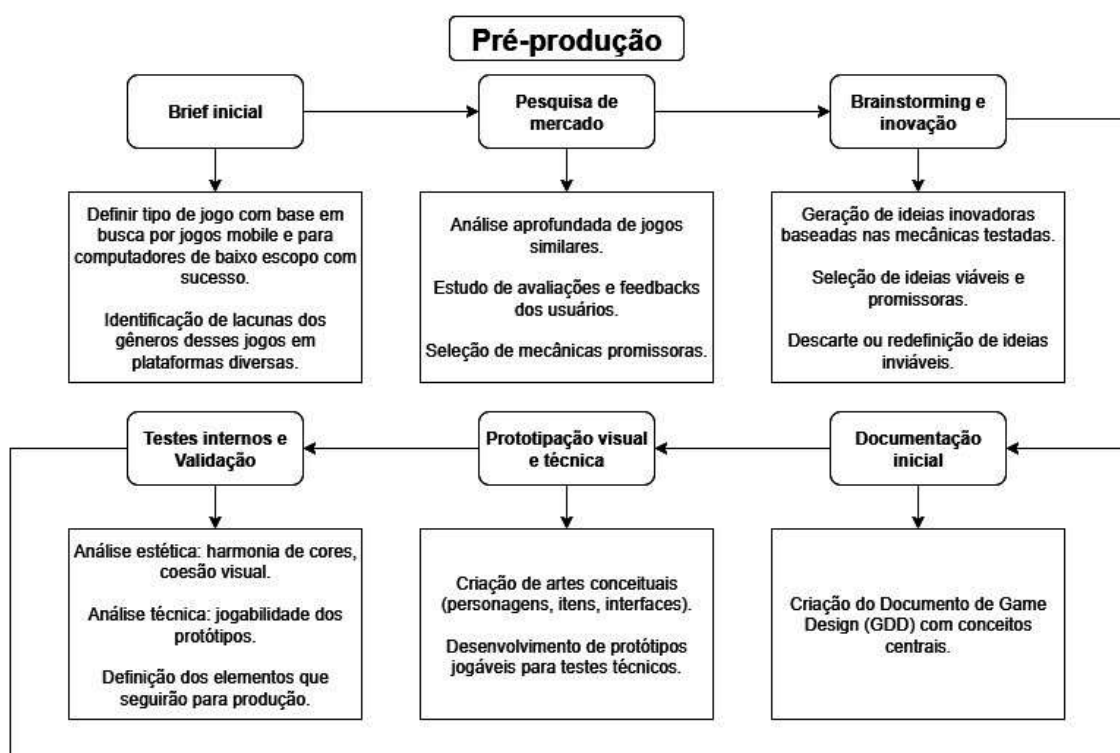 Pré-produção
Brief inicial
Pesquisa de
mercado
Brainstorming e
inovação
Definir tipo de jogo com base em
busca por jogos mobile e para
computadores de baixo escopo com
sucesso.
Identificação de lacunas dos
gêneros desses jogos em
plataformas diversas.
Análise aprofundada de jogos
similares.
Estudo de avaliações e feedbacks
dos usuários.
Seleção de mecânicas promissoras.
Geração de ideias inovadoras
baseadas nas mecânicas testadas.
Seleção de ideias viáveis e
promissoras.
Descarte ou redefinição de ideias
inviáveis.
Documentação
inicial
Criação do Documento de Game
Design (GDD) com conceitos
centrais.
Prototipação visual
e técnica
Criação de artes conceituais
(personagens, itens, interfaces).
Desenvolvimento de protótipos
jogáveis para testes técnicos.
Testes internos e
Validação
Análise estética: harmonia de cores,
coesão visual.
Análise técnica: jogabilidade dos
protótipos.
Definição dos elementos que
seguirão para produção.